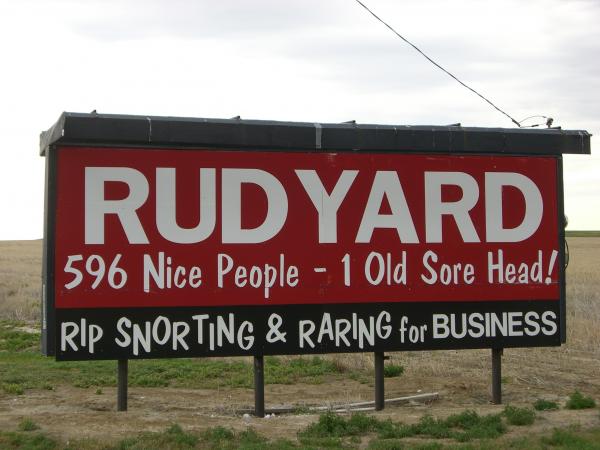 RUDYARD
596 Nice People - 1 Old Sore Head!
RIP SNORTING & RARING for BUSINESS